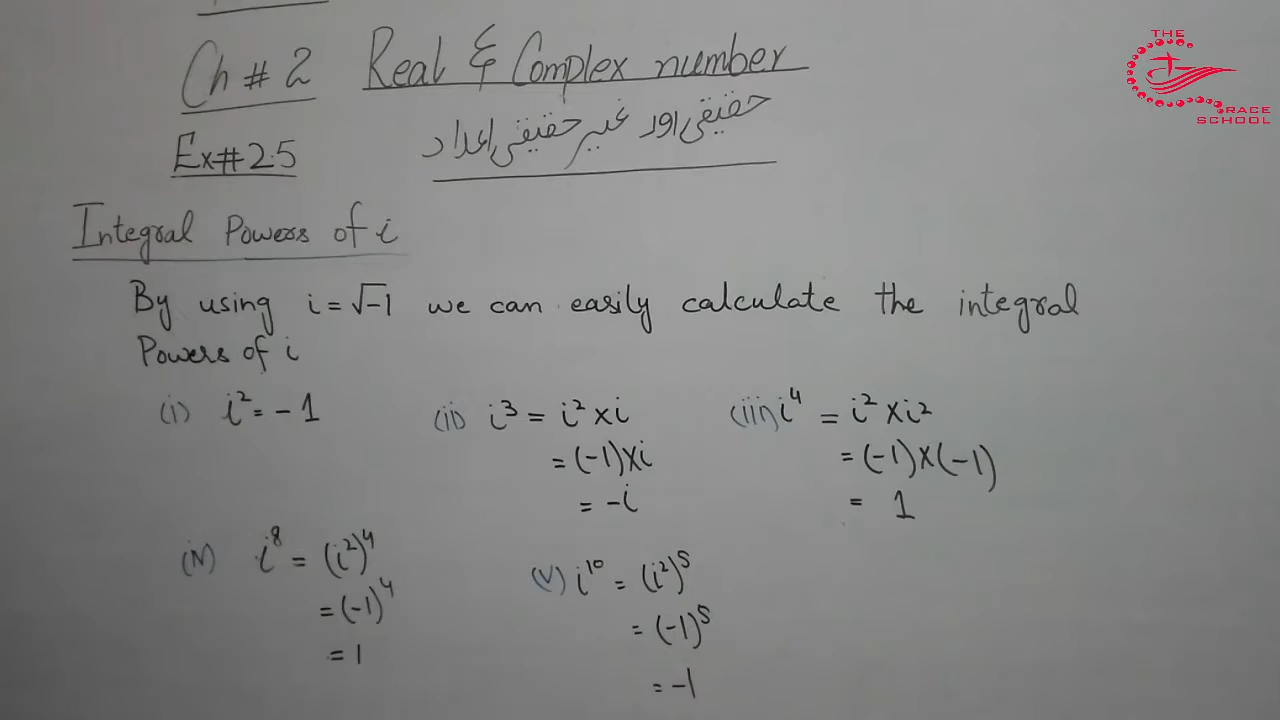 THE
RACE
SCHOOL
Ch # 2 Real & Complex number
حقیقی اور غیر حقیقی اعداد
Ex# 2.5
Integral Powers of i
By using i = √-1 we can easily calculate the integral
Powers of i
(i) i² = -1
(ii) i³ = i² × i
= (-1) × i
= -i
(iii) i⁴ = i² × i²
= (-1) × (-1)
= 1
(iv) i⁸ = (i²)⁴
= (-1)⁴
= 1
(v) i¹⁰ = (i²)⁵
= (-1)⁵
= -1